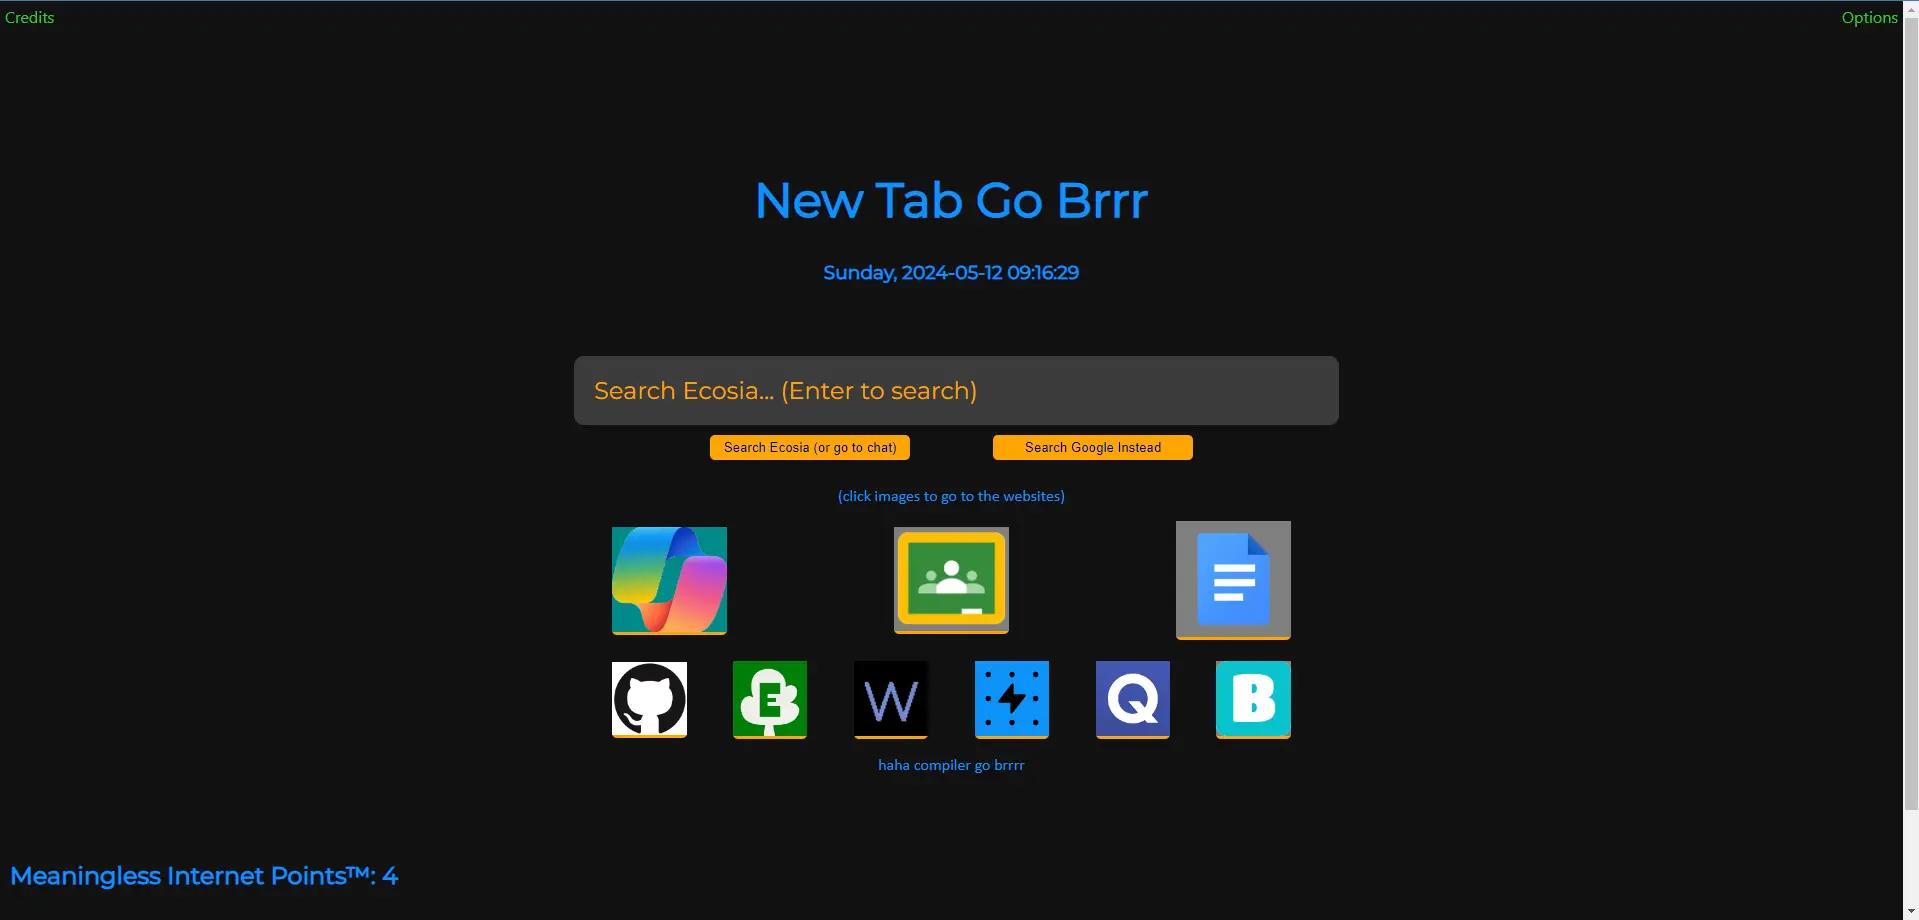 Credits
Options
New Tab Go Brrr
Sunday, 2024-05-12 09:16:29
Search Ecosia... (Enter to search)
Search Ecosia (or go to chat)
Search Google Instead
(click images to go to the websites)
E
W
Q
B
haha compiler go brrrr
Meaningless Internet Points™: 4